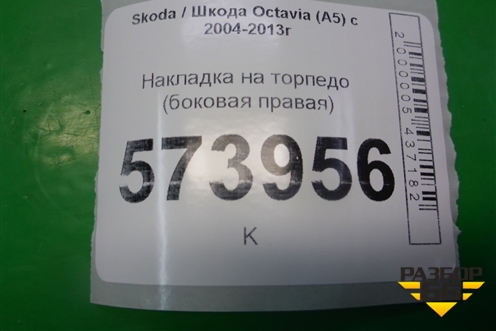 Skoda / Шкода Octavia (A5) с
2004-2013г
Накладка на торпедо
(боковая правая)
573956
К
2000005437182
РАЗБОР